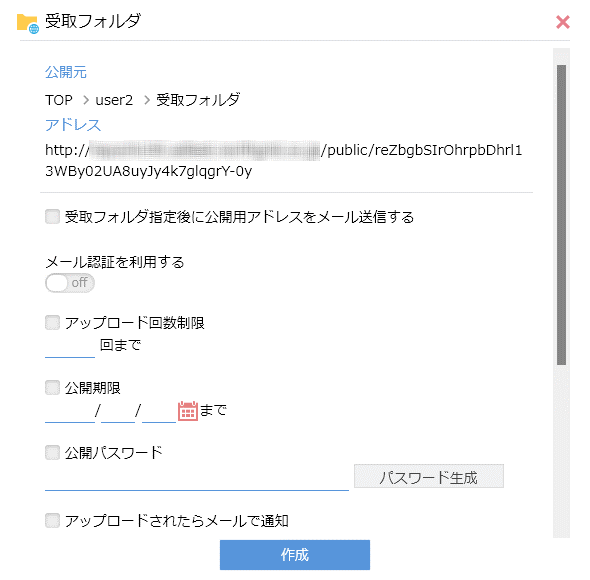 受取フォルダ
公開元
TOP > user2 > 受取フォルダ
アドレス
http:// /public/reZbgbSIrOhrpbDhrl1
3WBy02UA8uyJy4k7glqgrY-0y
受取フォルダ指定後に公開用アドレスをメール送信する
メール認証を利用する
off
アップロード回数制限
回まで
公開期限
/ / まで
公開パスワード
パスワード生成
アップロードされたらメールで通知
作成